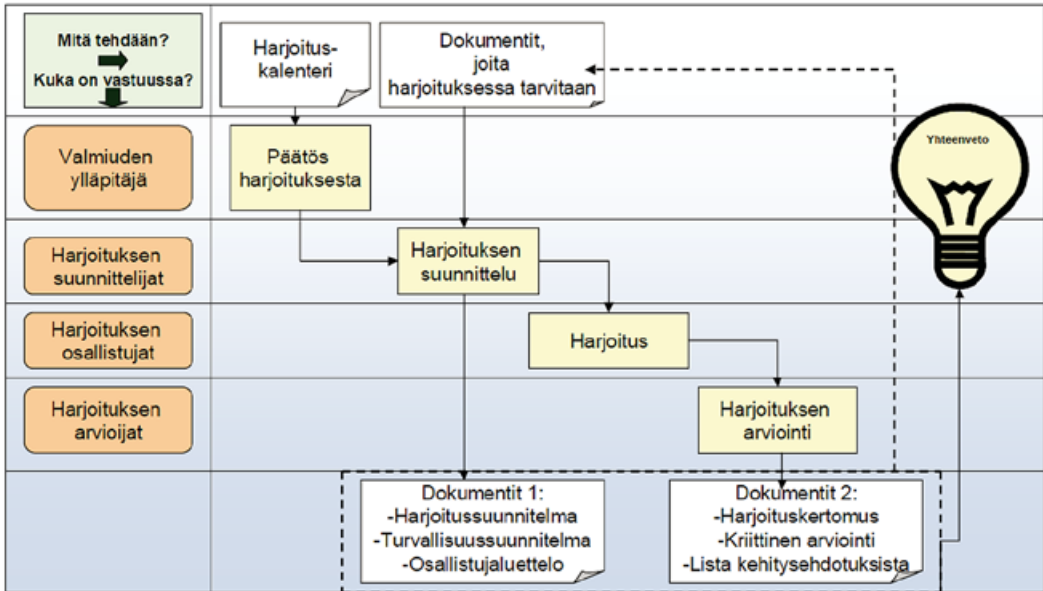 Mitä tehdään?
Kuka on vastuussa?
Harjoitus-
kalenteri
Dokumentit,
joita
harjoituksessa tarvitaan
Valmiuden
ylläpitäjä
Päätös
harjoituksesta
Yhteenveto
Harjoituksen
suunnittelijat
Harjoituksen
suunnittelu
Harjoituksen
osallistujat
Harjoitus
Harjoituksen
arvioijat
Harjoituksen
arviointi
Dokumentit 1:
-Harjoitussuunnitelma
-Turvallisuussuunnitelma
-Osallistujaluettelo
Dokumentit 2:
-Harjoituskertomus
-Kriittinen arviointi
-Lista kehitysehdotuksista